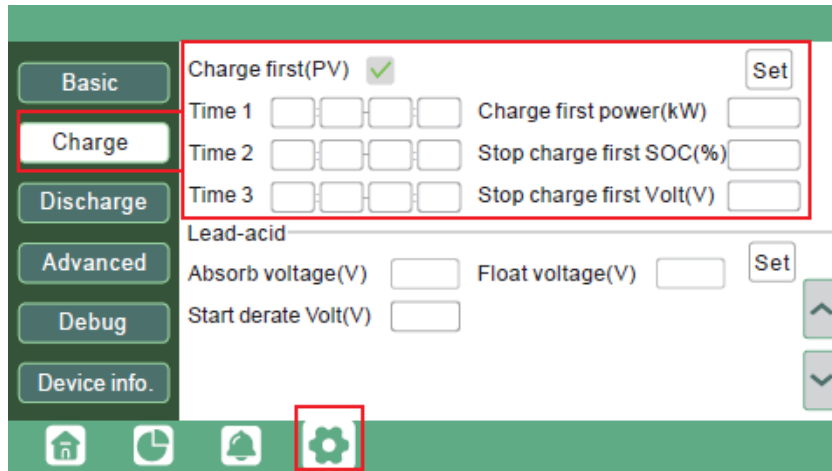 Basic
Charge
Discharge
Advanced
Debug
Device info.
Charge first(PV) Set
Time 1 : - : Charge first power(kW)
Time 2 : - : Stop charge first SOC(%)
Time 3 : - : Stop charge first Volt(V)
Lead-acid
Absorb voltage(V) Float voltage(V) Set
Start derate Volt(V)